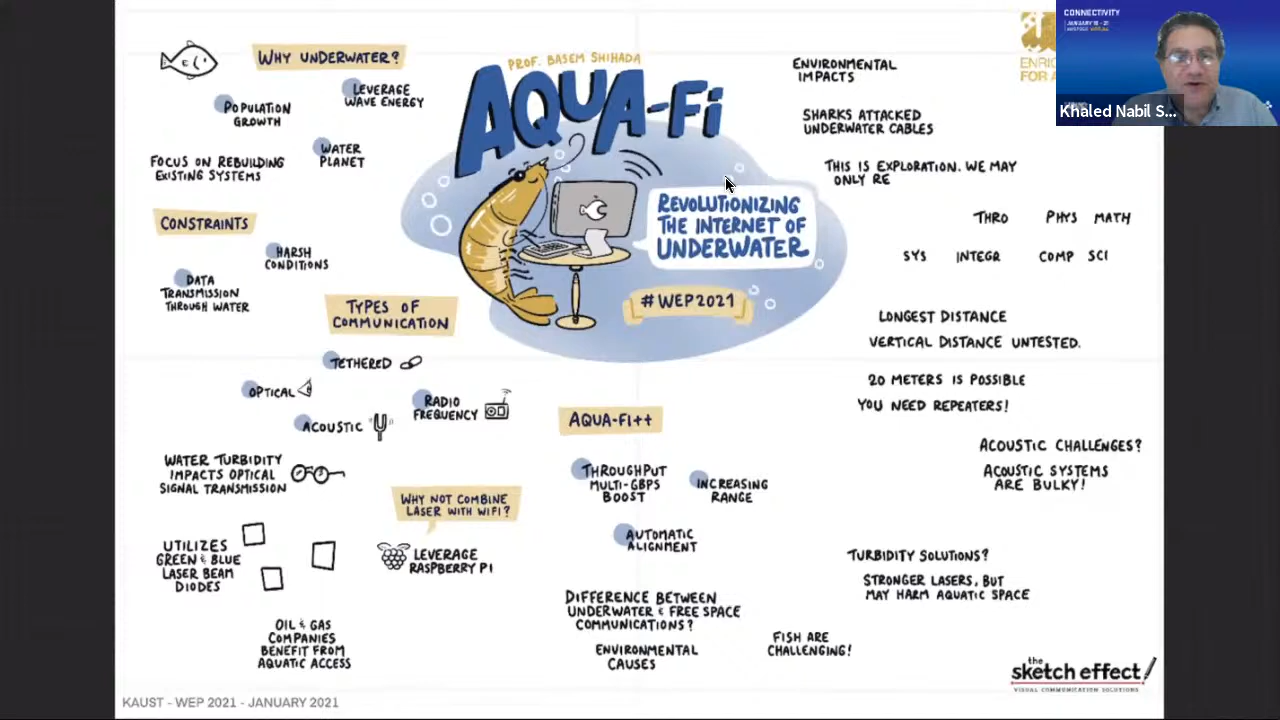 WHY UNDERWATER?
POPULATION
GROWTH
LEVERAGE
WAVE ENERGY
WATER
PLANET
FOCUS ON REBUILDING
EXISTING SYSTEMS
CONSTRAINTS
HARSH
CONDITIONS
DATA
TRANSMISSION
THROUGH WATER
TYPES OF
COMMUNICATION
TETHERED
OPTICAL
RADIO
FREQUENCY
ACOUSTIC
WATER TURBIDITY
IMPACTS OPTICAL
SIGNAL TRANSMISSION
WHY NOT COMBINE
LASER WITH WIFI?
LEVERAGE
RASPBERRY PI
UTILIZES
GREEN & BLUE
LASER BEAM
DIODES
OIL & GAS
COMPANIES
BENEFIT FROM
AQUATIC ACCESS
PROF. BASEM SHIHADA
AQUA-Fi
REVOLUTIONIZING
THE INTERNET OF
UNDERWATER
#WEP2021
AQUA-Fi++
THROUGHPUT
MULTI-GBPS
BOOST
INCREASING
RANGE
AUTOMATIC
ALIGNMENT
DIFFERENCE BETWEEN
UNDERWATER & FREE SPACE
COMMUNICATIONS?
ENVIRONMENTAL
CAUSES
FISH ARE
CHALLENGING!
ENVIRONMENTAL
IMPACTS
SHARKS ATTACKED
UNDERWATER CABLES
THIS IS EXPLORATION. WE MAY
ONLY RE
THRO PHYS MATH
SYS INTEGR COMP SCI
LONGEST DISTANCE
VERTICAL DISTANCE UNTESTED.
20 METERS IS POSSIBLE
YOU NEED REPEATERS!
ACOUSTIC CHALLENGES?
ACOUSTIC SYSTEMS
ARE BULKY!
TURBIDITY SOLUTIONS?
STRONGER LASERS, BUT
MAY HARM AQUATIC SPACE
the
sketch effect
VISUAL COMMUNICATION SOLUTIONS
KAUST - WEP 2021 - JANUARY 2021
ENRIC
FOR A
CONNECTIVITY
Khaled Nabil S...